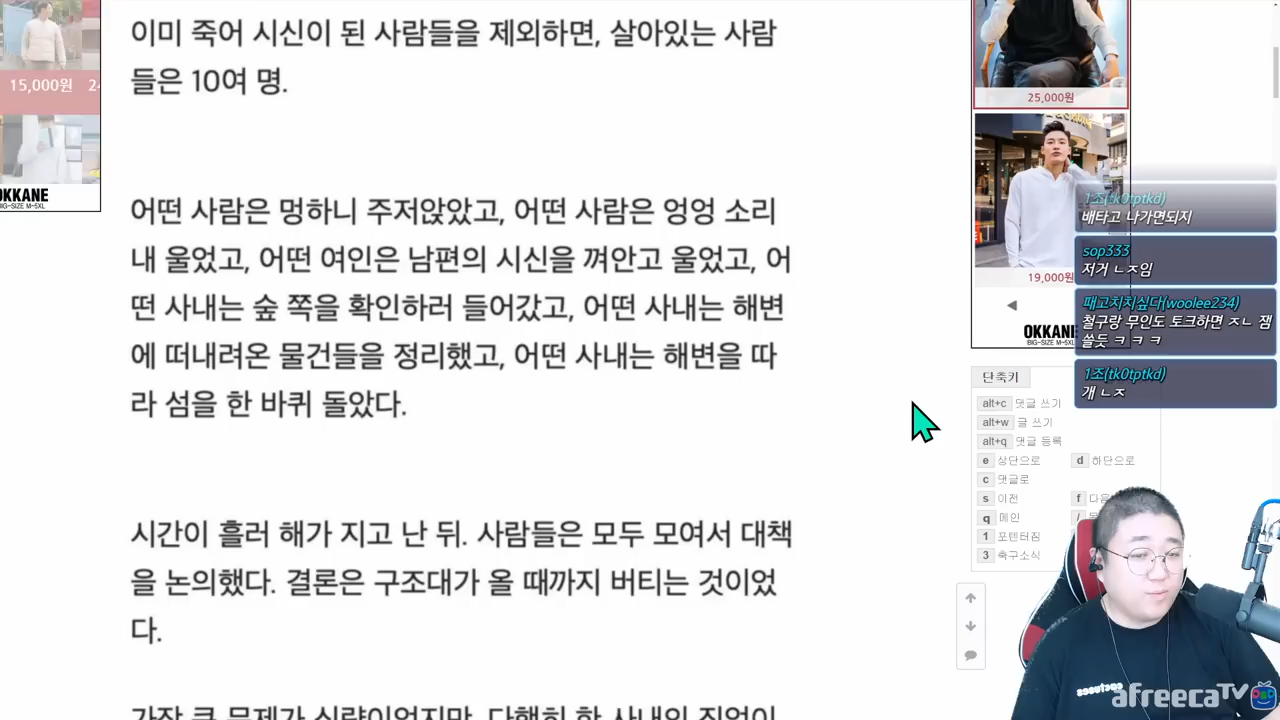 이미 죽어 시신이 된 사람들을 제외하면, 살아있는 사람
들은 10여 명.
어떤 사람은 멍하니 주저앉았고, 어떤 사람은 엉엉 소리
내 울었고, 어떤 여인은 남편의 시신을 껴안고 울었고, 어
떤 사내는 숲 쪽을 확인하러 들어갔고, 어떤 사내는 해변
에 떠내려온 물건들을 정리했고, 어떤 사내는 해변을 따
라 섬을 한 바퀴 돌았다.
시간이 흘러 해가 지고 난 뒤. 사람들은 모두 모여서 대책
을 논의했다. 결론은 구조대가 올 때까지 버티는 것이었
다.
15,000원
OKKANE
BIG-SIZE M-5XL
25,000원
19,000원
OKKANE
BIG-SIZE M-5XL
1조(tk0tptkd)
배타고 나가면되지
sop333
저거 ㄴㅈ임
패고치치싶다(woolee234)
철구랑 무인도 토크하면 ㅈㄴ 잼
쓸듯 ㅋ ㅋ ㅋ
1조(tk0tptkd)
개 ㄴㅈ
단축키
alt+c 댓글 쓰기
alt+w 글 쓰기
alt+q 댓글 등록
e 상단으로 d 하단으로
c 댓글로
s 이전 f
q 메인 /
1 포텐터짐
3 축구소식
afreecaTV